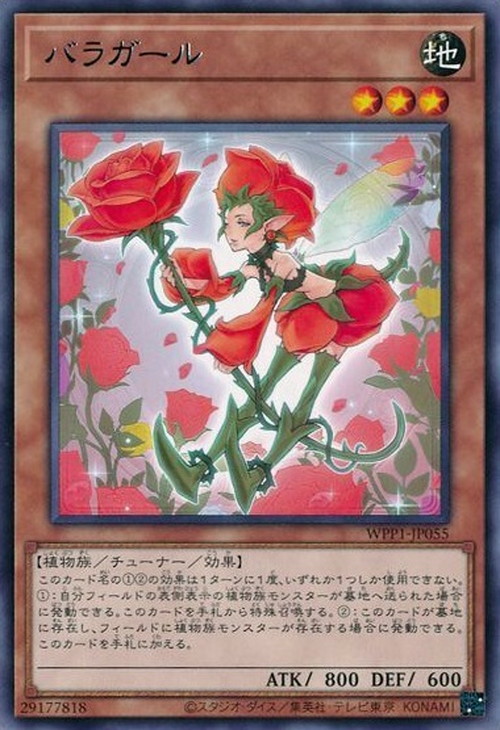 バラガール
地
WPP1-JP055
【植物族／チューナー／効果】
このカード名の①②の効果は１ターンに１度、いずれか１つしか使用できない。
①：自分フィールドの表側表示の植物族モンスターが墓地へ送られた場合
に発動できる。このカードを手札から特殊召喚する。②：このカードが墓地
に存在し、フィールドに植物族モンスターが存在する場合に発動できる。
このカードを手札に加える。
ATK/ 800 DEF/ 600
29177818 ©スタジオ・ダイス／集英社・テレビ東京・KONAMI